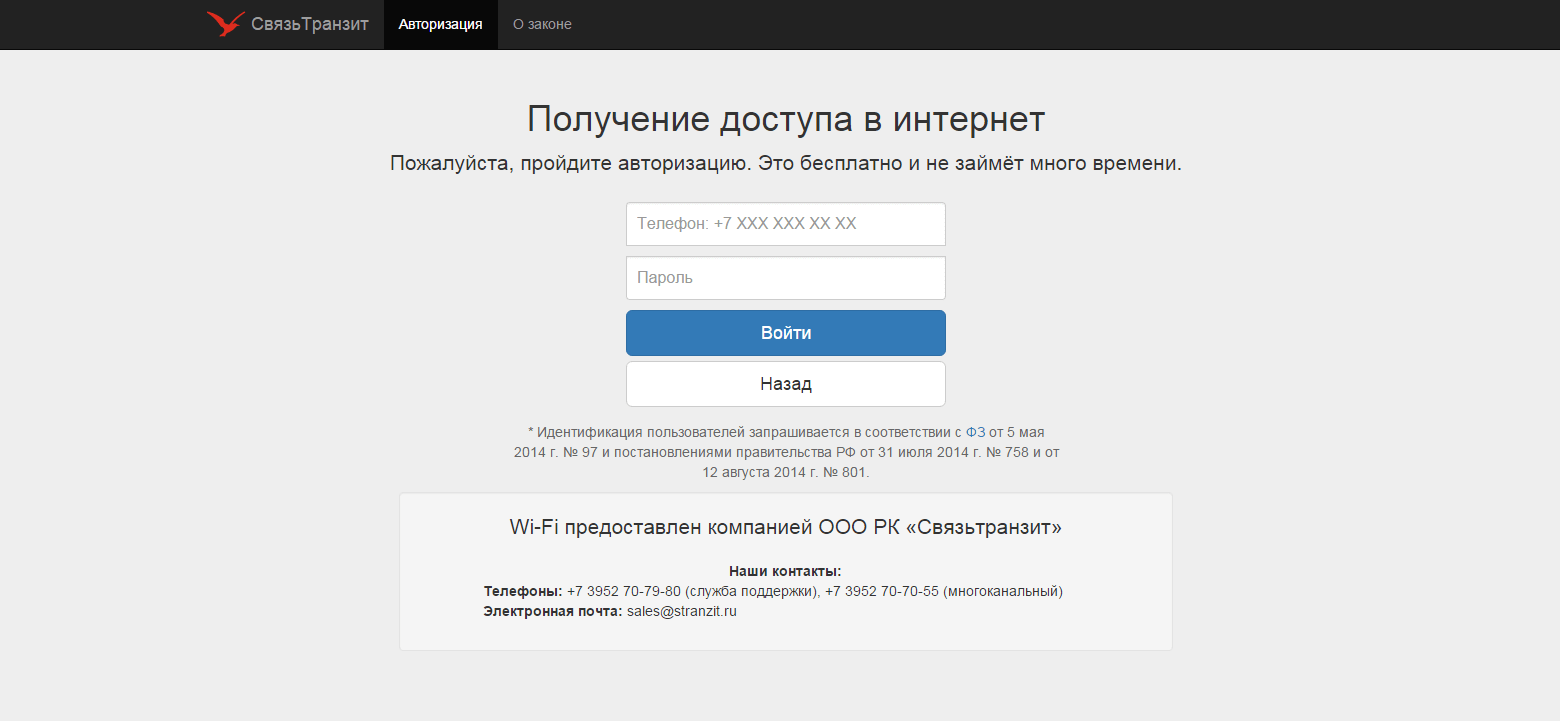 СвязьТранзит Авторизация О законе
Получение доступа в интернет
Пожалуйста, пройдите авторизацию. Это бесплатно и не займёт много времени.
Телефон: +7 XXX XXX XX XX
Пароль
Войти
Назад
* Идентификация пользователей запрашивается в соответствии с ФЗ от 5 мая
2014 г. № 97 и постановлениями правительства РФ от 31 июля 2014 г. № 758 и от
12 августа 2014 г. № 801.
Wi-Fi предоставлен компанией ООО РК «Связьтранзит»
Наши контакты:
Телефоны: +7 3952 70-79-80 (служба поддержки), +7 3952 70-70-55 (многоканальный)
Электронная почта: sales@stranzit.ru